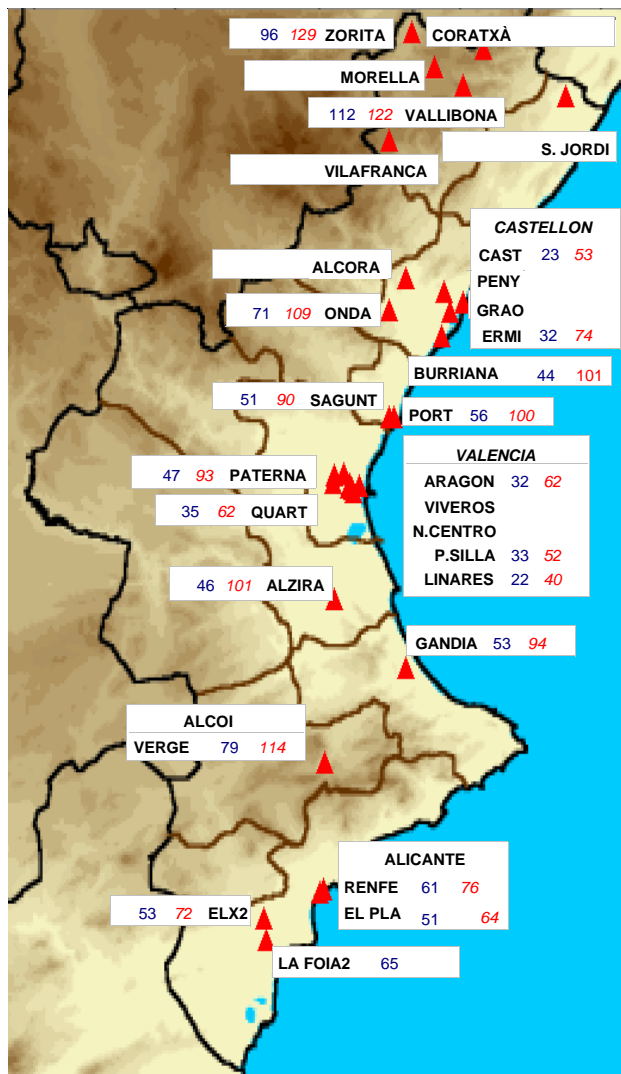 96 129 ZORITA
CORATXÀ
MORELLA
112 122 VALLIBONA
S. JORDI
VILAFRANCA
CASTELLON
CAST 23 53
PENY
GRAO
ERMI 32 74
ALCORA
71 109 ONDA
BURRIANA 44 101
51 90 SAGUNT
PORT 56 100
VALENCIA
ARAGON 32 62
VIVEROS
N.CENTRO
P.SILLA 33 52
LINARES 22 40
47 93 PATERNA
35 62 QUART
46 101 ALZIRA
GANDIA 53 94
ALCOI
VERGE 79 114
ALICANTE
RENFE 61 76
EL PLA 51 64
53 72 ELX2
LA FOIA2 65